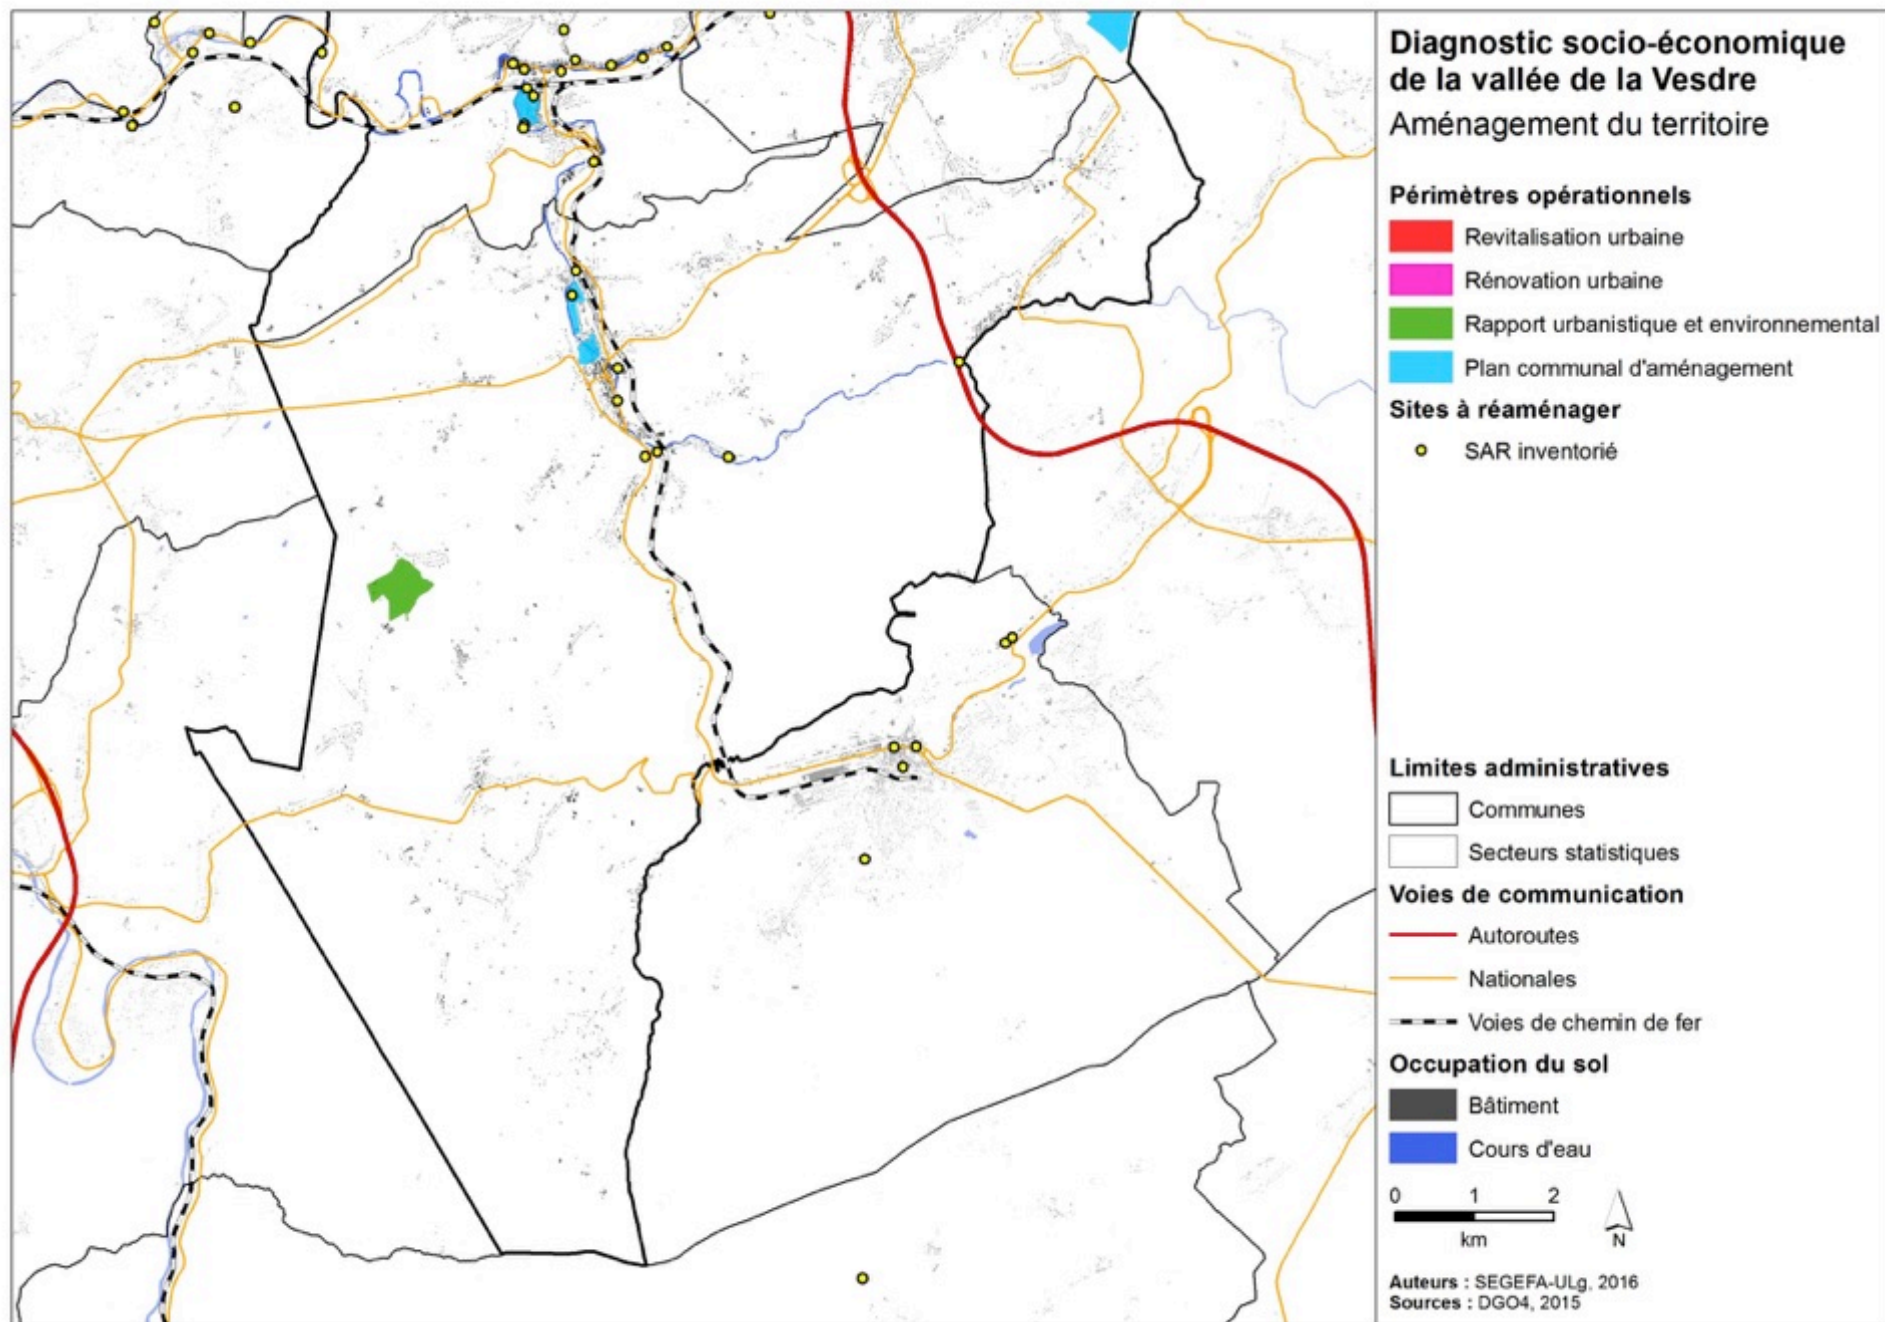 Diagnostic socio-économique
de la vallée de la Vesdre
Aménagement du territoire
Périmètres opérationnels
Revitalisation urbaine
Rénovation urbaine
Rapport urbanistique et environnemental
Plan communal d'aménagement
Sites à réaménager
SAR inventorié
Limites administratives
Communes
Secteurs statistiques
Voies de communication
Autoroutes
Nationales
Voies de chemin de fer
Occupation du sol
Bâtiment
Cours d'eau
0 1 2
km
N
Auteurs : SEGEFA-ULg, 2016
Sources : DGO4, 2015